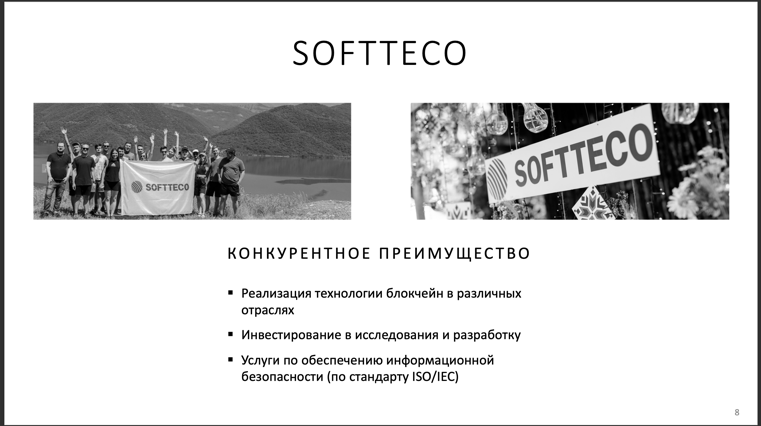 SOFTTECO
SOFTTECO
SOFTTECO
КОНКУРЕНТНОЕ ПРЕИМУЩЕСТВО
▪ Реализация технологии блокчейн в различных
отраслях
▪ Инвестирование в исследования и разработку
▪ Услуги по обеспечению информационной
безопасности (по стандарту ISO/IEC)
8